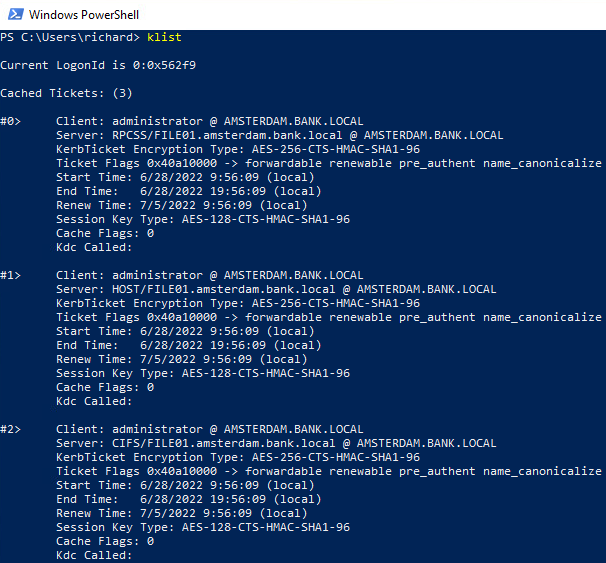 Windows PowerShell
PS C:\Users\richard> klist
Current LogonId is 0:0x562f9
Cached Tickets: (3)
#0> Client: administrator @ AMSTERDAM.BANK.LOCAL
Server: RPCSS/FILE01.amsterdam.bank.local @ AMSTERDAM.BANK.LOCAL
KerbTicket Encryption Type: AES-256-CTS-HMAC-SHA1-96
Ticket Flags 0x40a10000 -> forwardable renewable pre_authent name_canonicalize
Start Time: 6/28/2022 9:56:09 (local)
End Time: 6/28/2022 19:56:09 (local)
Renew Time: 7/5/2022 9:56:09 (local)
Session Key Type: AES-128-CTS-HMAC-SHA1-96
Cache Flags: 0
Kdc Called:
#1> Client: administrator @ AMSTERDAM.BANK.LOCAL
Server: HOST/FILE01.amsterdam.bank.local @ AMSTERDAM.BANK.LOCAL
KerbTicket Encryption Type: AES-256-CTS-HMAC-SHA1-96
Ticket Flags 0x40a10000 -> forwardable renewable pre_authent name_canonicalize
Start Time: 6/28/2022 9:56:09 (local)
End Time: 6/28/2022 19:56:09 (local)
Renew Time: 7/5/2022 9:56:09 (local)
Session Key Type: AES-128-CTS-HMAC-SHA1-96
Cache Flags: 0
Kdc Called:
#2> Client: administrator @ AMSTERDAM.BANK.LOCAL
Server: CIFS/FILE01.amsterdam.bank.local @ AMSTERDAM.BANK.LOCAL
KerbTicket Encryption Type: AES-256-CTS-HMAC-SHA1-96
Ticket Flags 0x40a10000 -> forwardable renewable pre_authent name_canonicalize
Start Time: 6/28/2022 9:56:09 (local)
End Time: 6/28/2022 19:56:09 (local)
Renew Time: 7/5/2022 9:56:09 (local)
Session Key Type: AES-128-CTS-HMAC-SHA1-96
Cache Flags: 0
Kdc Called: